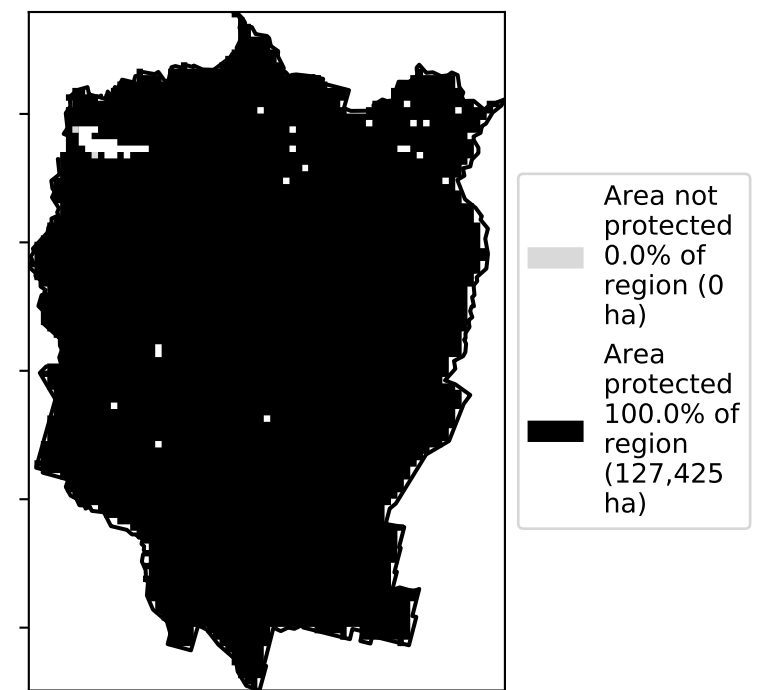 Area not
protected
0.0% of
region (0
ha)
Area
protected
100.0% of
region
(127,425
ha)